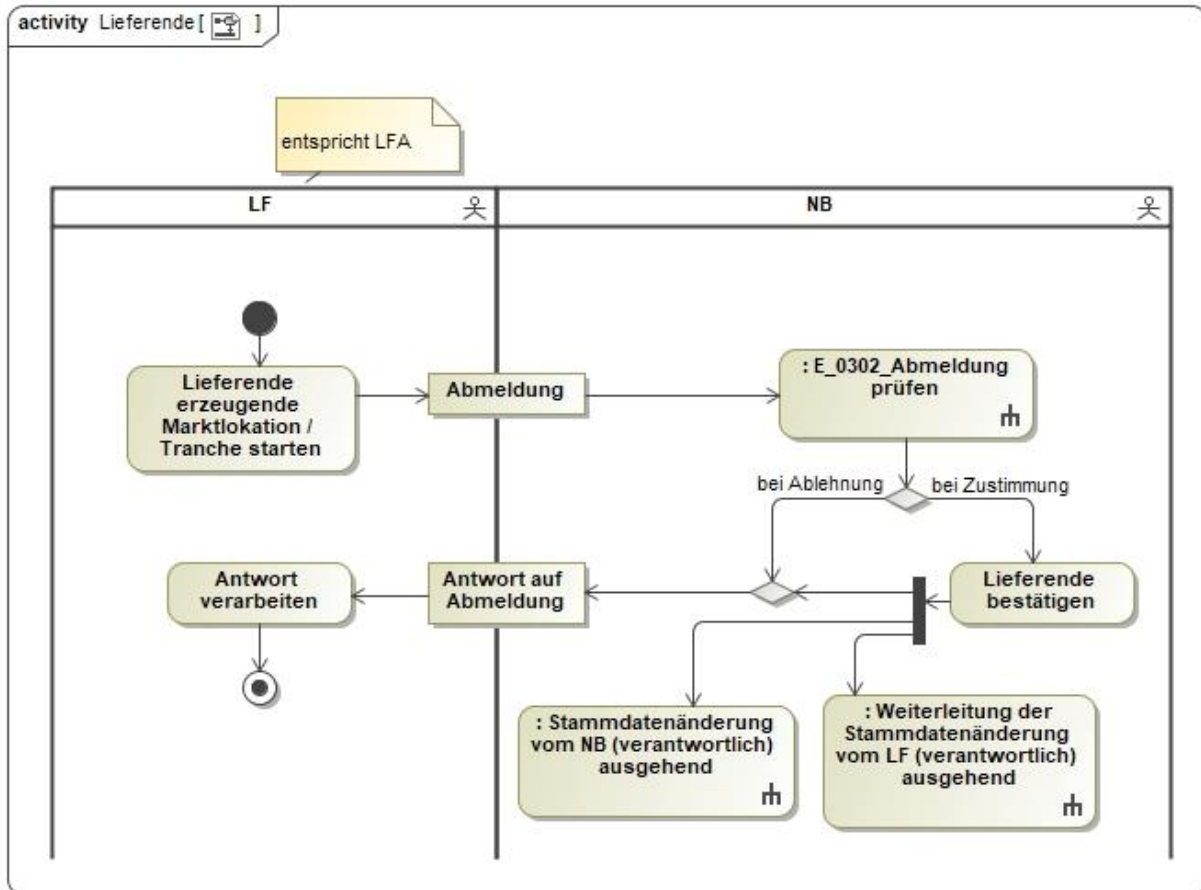 activity Lieferende[ ]
entspricht LFA
LF
NB
Lieferende
erzeugende
Marktlokation /
Tranche starten
Abmeldung
: E_0302_Abmeldung
prüfen
bei Ablehnung
bei Zustimmung
Antwort
verarbeiten
Antwort auf
Abmeldung
Lieferende
bestätigen
: Stammdatenänderung
vom NB (verantwortlich)
ausgehend
: Weiterleitung der
Stammdatenänderung
vom LF (verantwortlich)
ausgehend